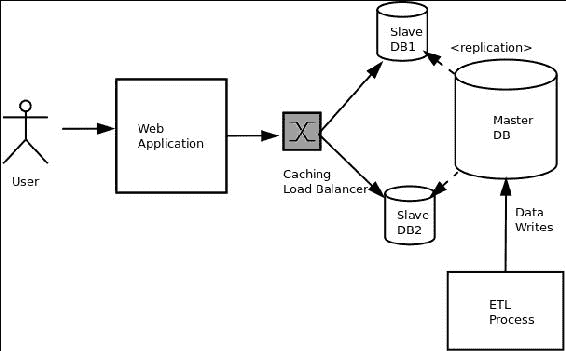 Slave
DB1
<replication>
Web
Application
Master
DB
User
Caching
Load Balancer
Slave
DB2
Data
Writes
ETL
Process